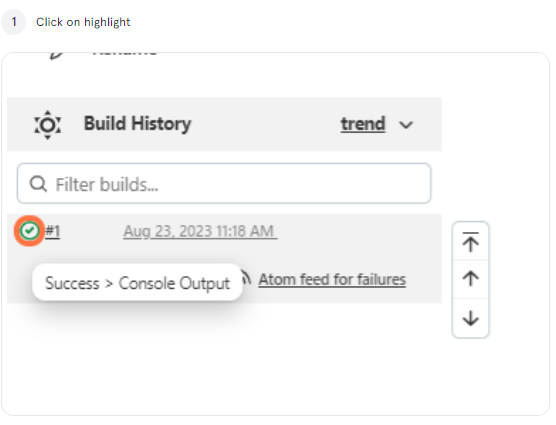 1 Click on highlight
Build History trend
Filter builds...
#1 Aug 23, 2023 11:18 AM
Success > Console Output
Atom feed for failures